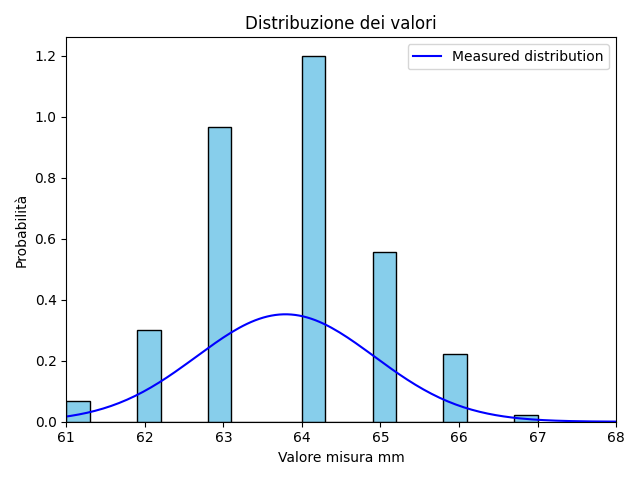 Distribuzione dei valori
Measured distribution
Probabilità
1.2
1.0
0.8
0.6
0.4
0.2
0.0
61 62 63 64 65 66 67 68
Valore misura mm